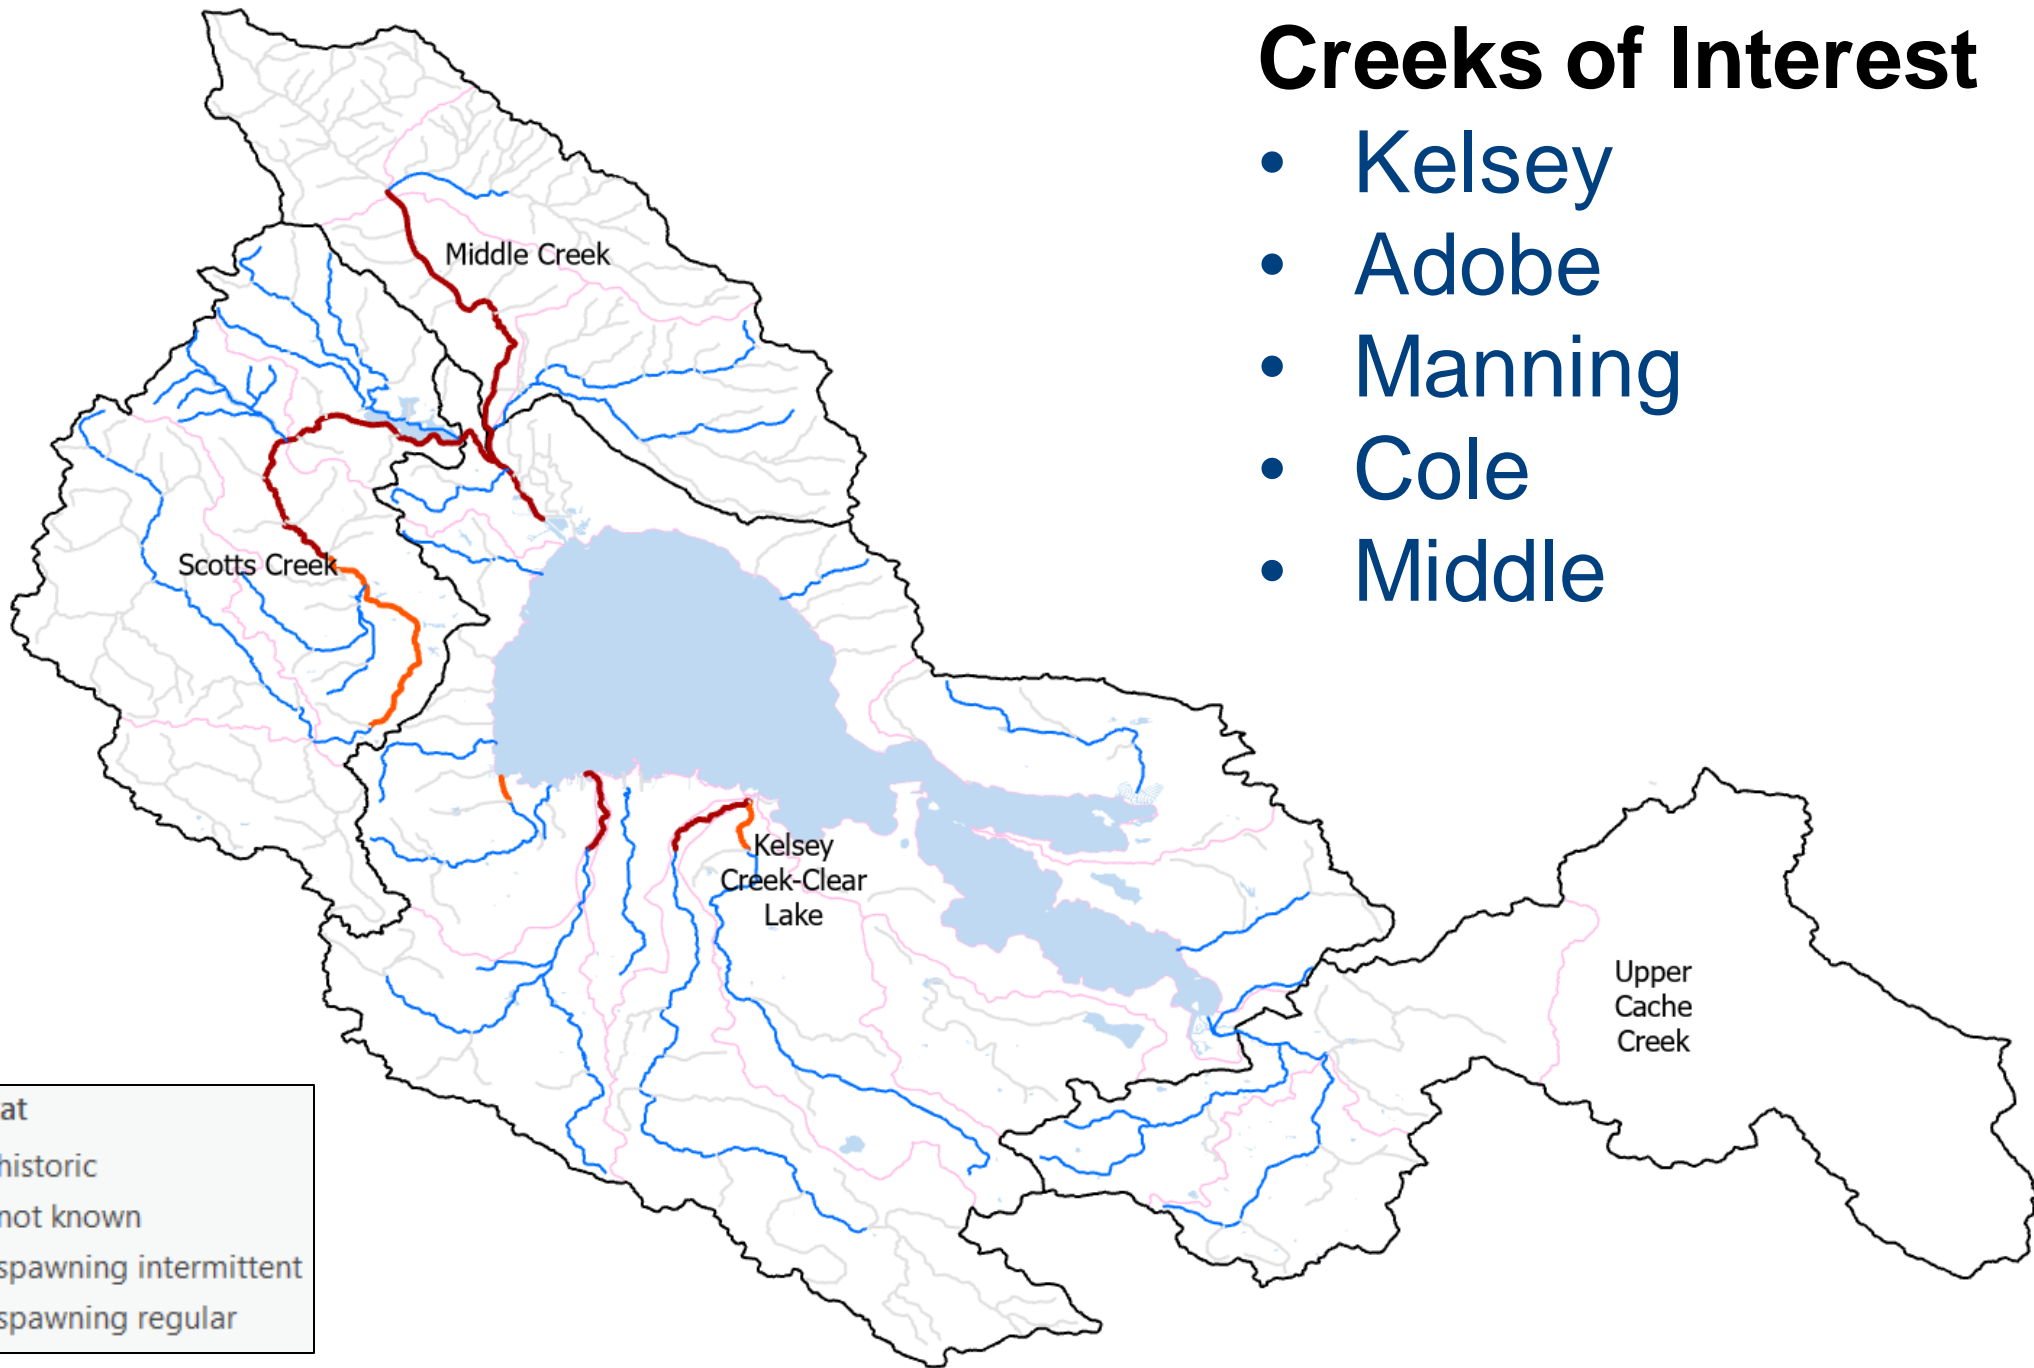 Creeks of Interest
• Kelsey
• Adobe
• Manning
• Cole
• Middle
Middle Creek
Scotts Creek
Kelsey
Creek-Clear
Lake
Upper
Cache
Creek
at
historic
not known
spawning intermittent
spawning regular